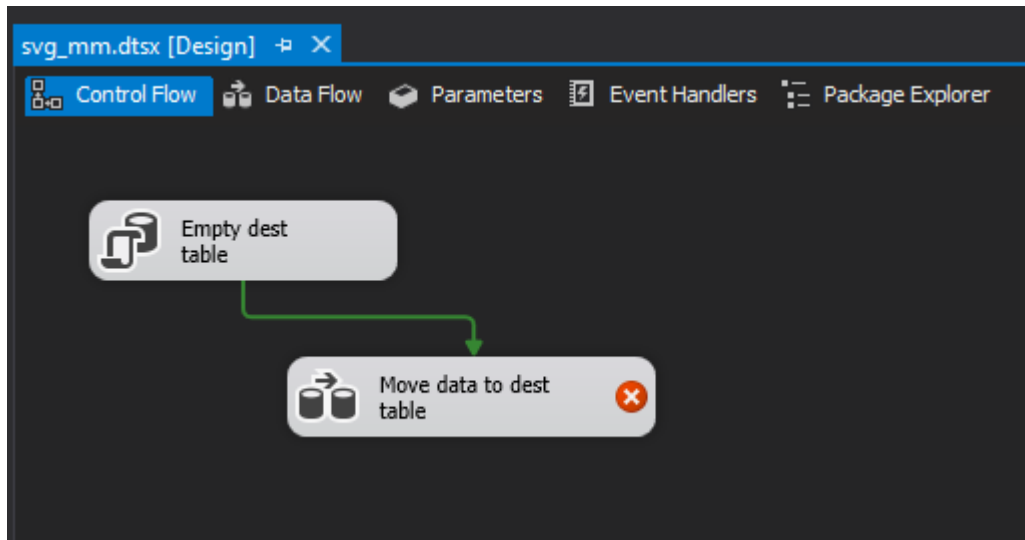 svg_mm.dtsx [Design]
Control Flow Data Flow Parameters Event Handlers Package Explorer
Empty dest
table
Move data to dest
table